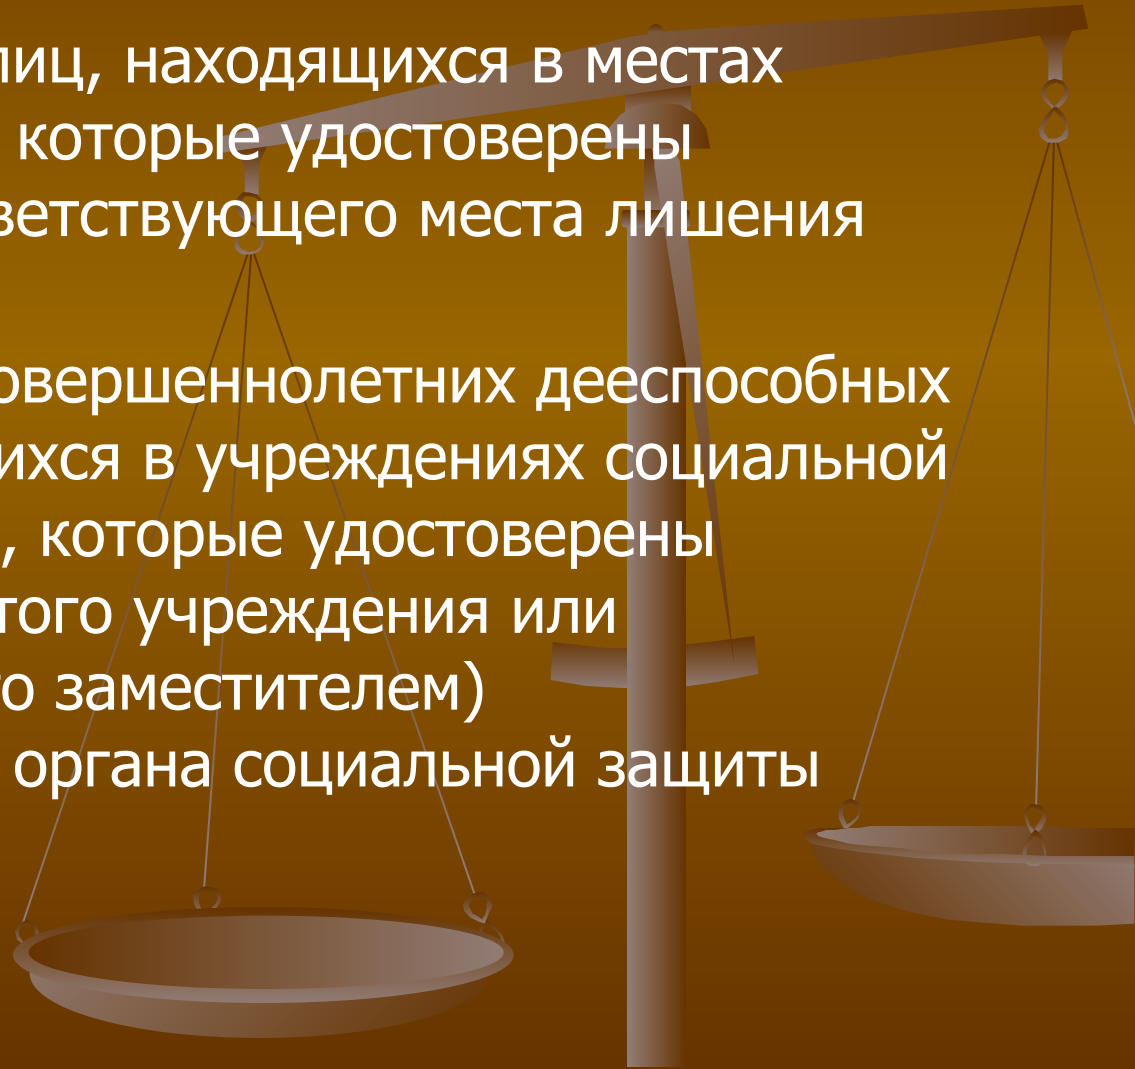 лиц, находящихся в местах
которые удостоверены
ветствующего места лишения
овершеннолетних дееспособных
ихся в учреждениях социальной
, которые удостоверены
того учреждения или
о заместителем)
органа социальной защиты